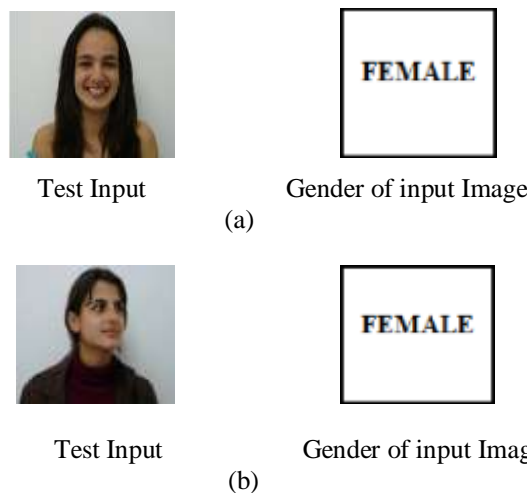 FEMALE
Test Input Gender of input Image
(a)
FEMALE
Test Input Gender of input Imag
(b)